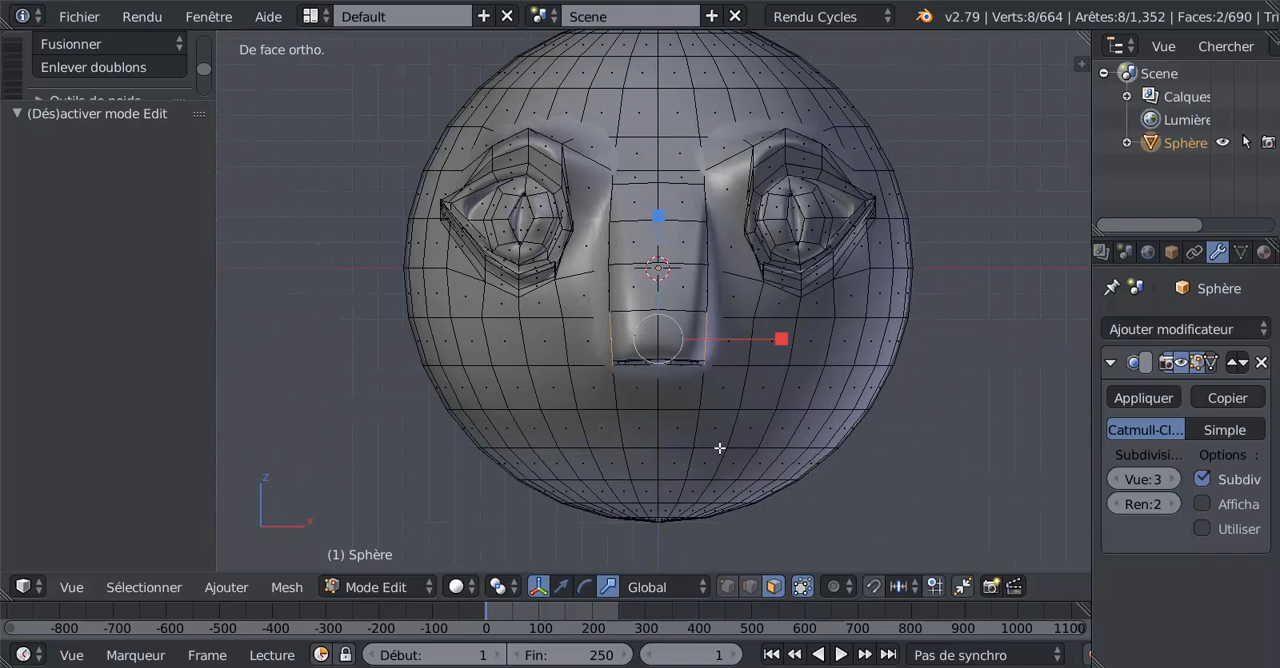 Fichier Rendu Fenêtre Aide Default Scene Rendu Cycles v2.79 | Verts:8/664 | Arêtes:8/1,352 | Faces:2/690 | Tri
Fusionner
Enlever doublons
(Dés)activer mode Edit
De face ortho.
Vue Chercher
Scene
Calques
Lumière
Sphère
Sphère
Ajouter modificateur
Appliquer Copier
Catmull-Cl... Simple
Subdivisi... Options :
Vue:3 Subdiv
Ren:2 Afficha
Utiliser
z
x
(1) Sphère
Vue Sélectionner Ajouter Mesh Mode Edit Global
-800 -700 -600 -500 -400 -300 -200 -100 0 100 200 300 400 500 600 700 800 900 1000 1100
Vue Marqueur Frame Lecture Début: 1 Fin: 250 1 Pas de synchro